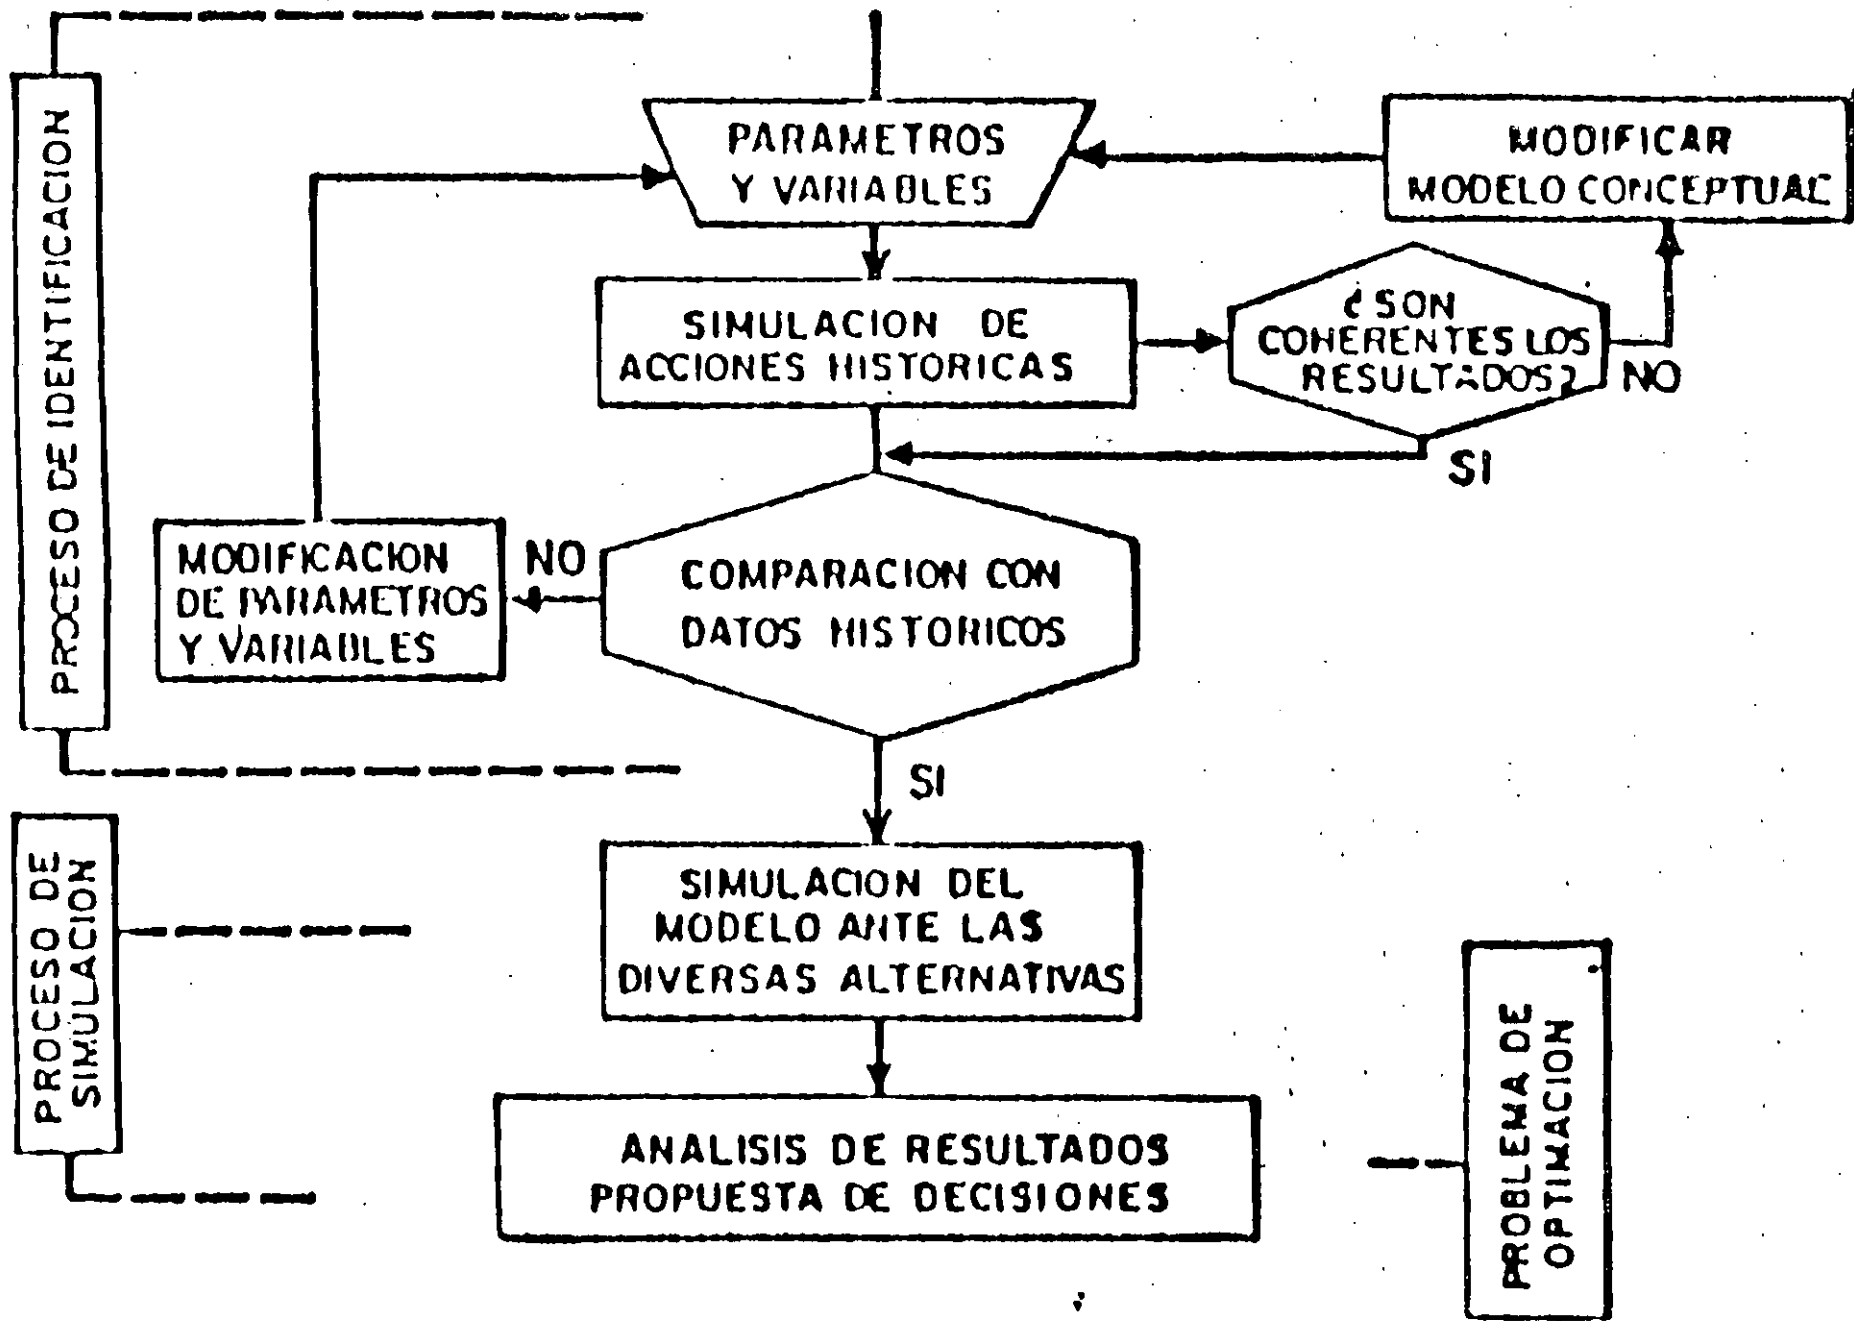 PROCESO DE IDENTIFICACION
PARAMETROS
Y VARIABLES
MODIFICAR
MODELO CONCEPTUAL
SIMULACION DE
ACCIONES HISTORICAS
¿SON
COHERENTES LOS
RESULTADOS?
NO
SI
MODIFICACION
DE PARAMETROS
Y VARIABLES
NO
COMPARACION CON
DATOS HISTORICOS
SI
PROCESO DE
SIMULACION
SIMULACION DEL
MODELO ANTE LAS
DIVERSAS ALTERNATIVAS
ANALISIS DE RESULTADOS
PROPUESTA DE DECISIONES
PROBLEMA DE
OPTIMACION